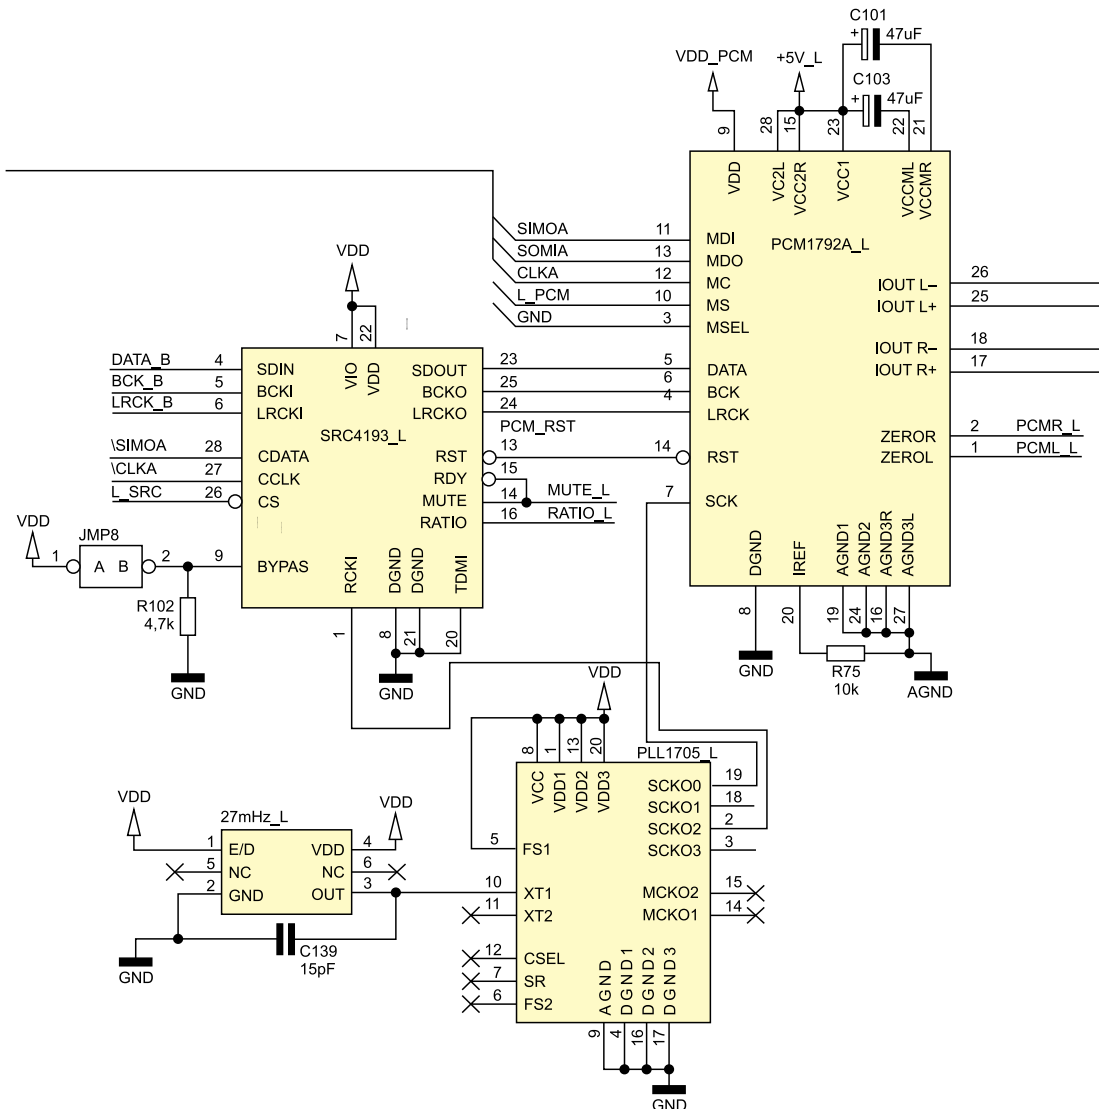 C101
+
47uF
VDD_PCM
+5V_L
C103
+
47uF
9
28
15
23
22
21
VDD
VC2L
VCC2R
VCC1
VCCML
VCCMR
PCM1792A_L
SIMOA 11 MDI
SOMIA 13 MDO
CLKA 12 MC
L_PCM 10 MS
GND 3 MSEL
IOUT L– 26
IOUT L+ 25
IOUT R– 18
IOUT R+ 17
5 DATA
6 BCK
4 LRCK
ZEROR 2 PCMR_L
ZEROL 1 PCML_L
14 RST
7 SCK
DGND
IREF
AGND1
AGND2
AGND3R
AGND3L
8
20
19
24
16
27
GND
R75
10k
AGND
VDD
7
22
VIO
VDD
SRC4193_L
DATA_B 4 SDIN
BCK_B 5 BCKI
LRCK_B 6 LRCKI
\SIMOA 28 CDATA
\CLKA 27 CCLK
L_SRC 26 CS
9 BYPAS
SDOUT 23
BCKO 25
LRCKO 24
PCM_RST
RST 13
RDY 15
MUTE 14 MUTE_L
RATIO 16 RATIO_L
RCKI
DGND
DGND
TDMI
1
8
21
20
GND
VDD
JMP8
1
A B
2
R102
4,7k
GND
VDD
PLL1705_L
8
1
13
20
VCC
VDD1
VDD2
VDD3
5 FS1
10 XT1
11 XT2
12 CSEL
7 SR
6 FS2
SCKO0 19
SCKO1 18
SCKO2 2
SCKO3 3
MCKO2 15
MCKO1 14
AGND
DGND1
DGND2
DGND3
9
4
16
17
GND
VDD
VDD
27mHz_L
1 E/D
5 NC
2 GND
VDD 4
NC 6
OUT 3
C139
15pF
GND